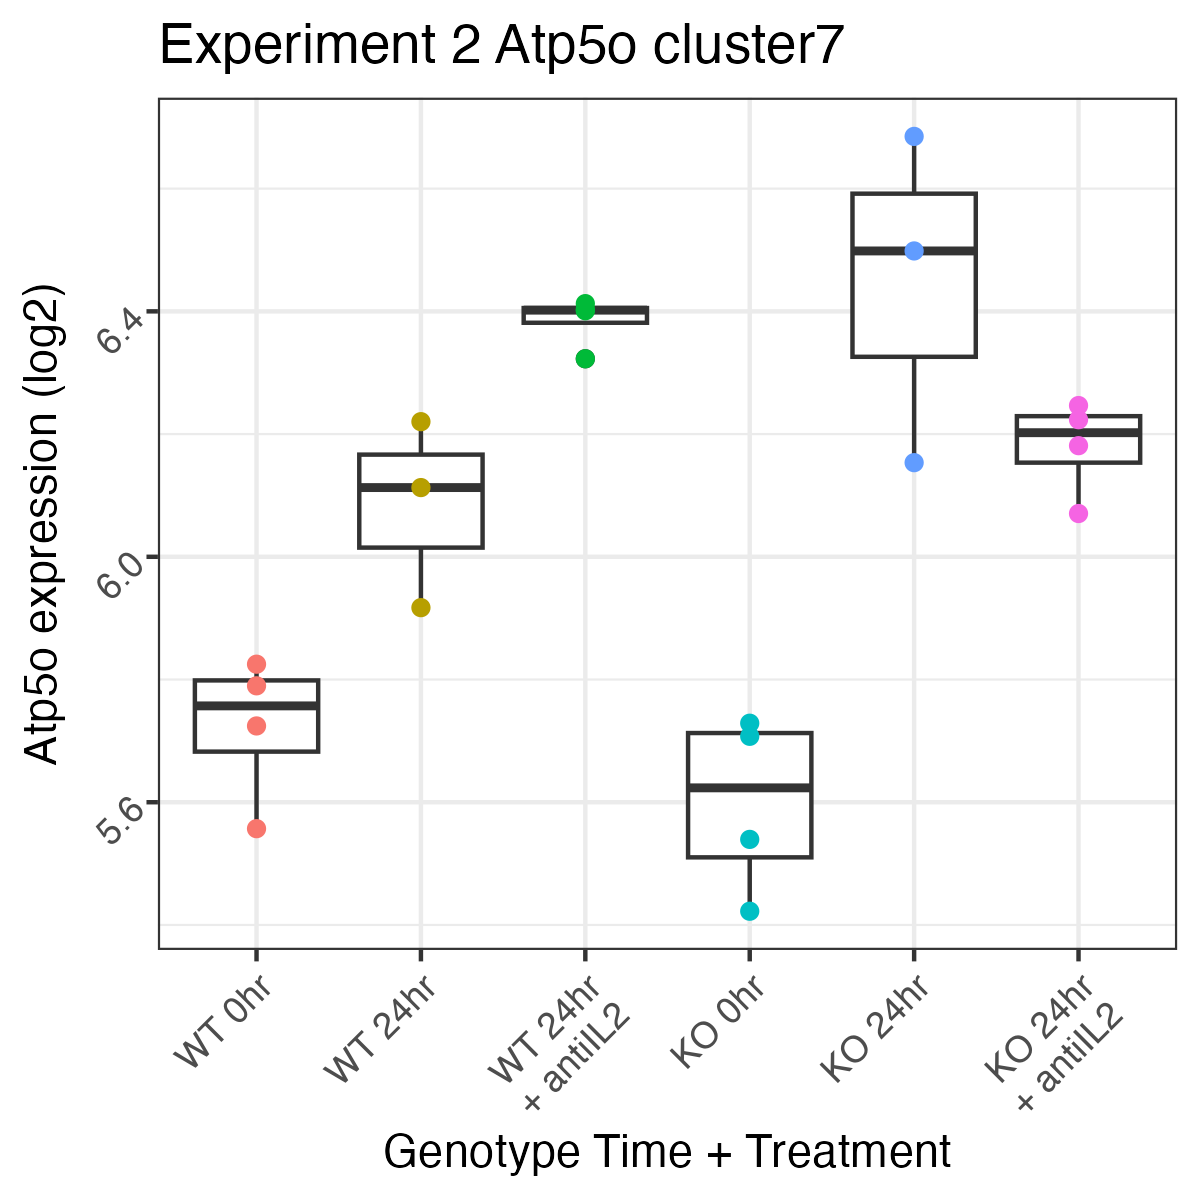 Experiment 2 Atp5o cluster7
Atp5o expression (log2)
6.4
6.0
5.6
WT 0hr
WT 24hr
WT 24hr
+ antiIL2
KO 0hr
KO 24hr
KO 24hr
+ antiIL2
Genotype Time + Treatment